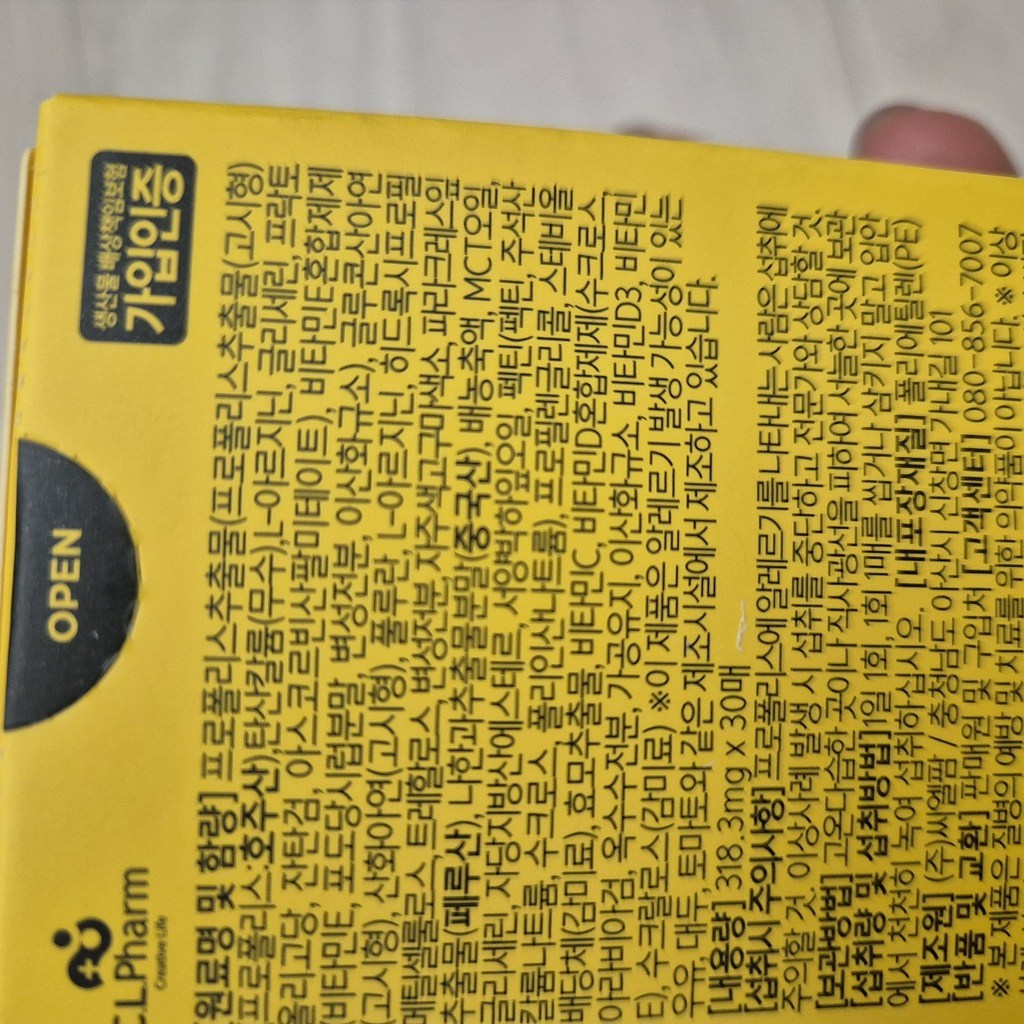 C.L.Pharm
Creative Life
OPEN
생산물 배상책임보험
가입인증
[원료명 및 함량] 프로폴리스추출물(프로폴리스추출물(고시형)
(프로폴리스:호주산),탄산칼륨(무수),L-아르지닌, 글리세린, 프락토
올리고당, 잔탄검, 아스코르빈산팔미테이트), 비타민E혼합제제
(비타민E, 포도당시럽분말, 변성전분, 이산화규소), 글루콘산아연
(고시형), 산화아연(고시형), 풀루란, L-아르지닌, 히드록시프로필
메틸셀룰로스, 트레할로스, 변성전분, 자주색고구마색소, 파라크레스잎
추출물(페루산), 나한과추출물분말(중국산), 배농축액, MCT오일,
글리세린, 자당지방산에스테르, 서양박하잎오일, 펙틴(펙틴, 주석산
칼륨나트륨, 수크로스, 폴리인산나트륨), 프로필렌글리콜, 스테비올
배당체(감미료), 효모추출물, 비타민C, 비타민D혼합제제(수크로스,
아라비아검, 옥수수전분, 가공유지, 이산화규소, 비타민D3, 비타민
E), 수크랄로스(감미료) ※이 제품은 알레르기 발생 가능성이 있는
우유, 대두, 토마토와 같은 제조시설에서 제조하고 있습니다.
[내용량] 318.3mg x 30매
[섭취시 주의사항] 프로폴리스에 알레르기를 나타내는 사람은 섭취에
주의할 것, 이상사례 발생 시 섭취를 중단하고 전문가와 상담할 것.
[보관방법] 고온다습한 곳이나 직사광선을 피하여 서늘한 곳에 보관
[섭취량 및 섭취방법]1일 1회, 1회 1매를 씹거나 삼키지 말고 입안
에서 천천히 녹여 섭취하십시오. [내포장재질] 폴리에틸렌(PE)
[제조원] (주)씨엘팜 / 충청남도 아산시 신창면 가내길 101
[반품 및 교환] 판매원 및 구입처 [고객센터] 080-856-7007
※ 본 제품은 질병의 예방 및 치료를 위한 의약품이 아닙니다. ※ 이상